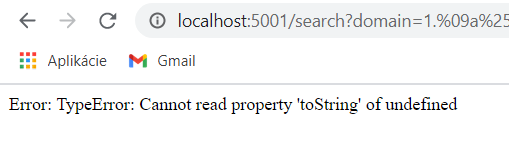 localhost:5001/search?domain=1.%09a%25
Aplikácie Gmail
Error: TypeError: Cannot read property 'toString' of undefined